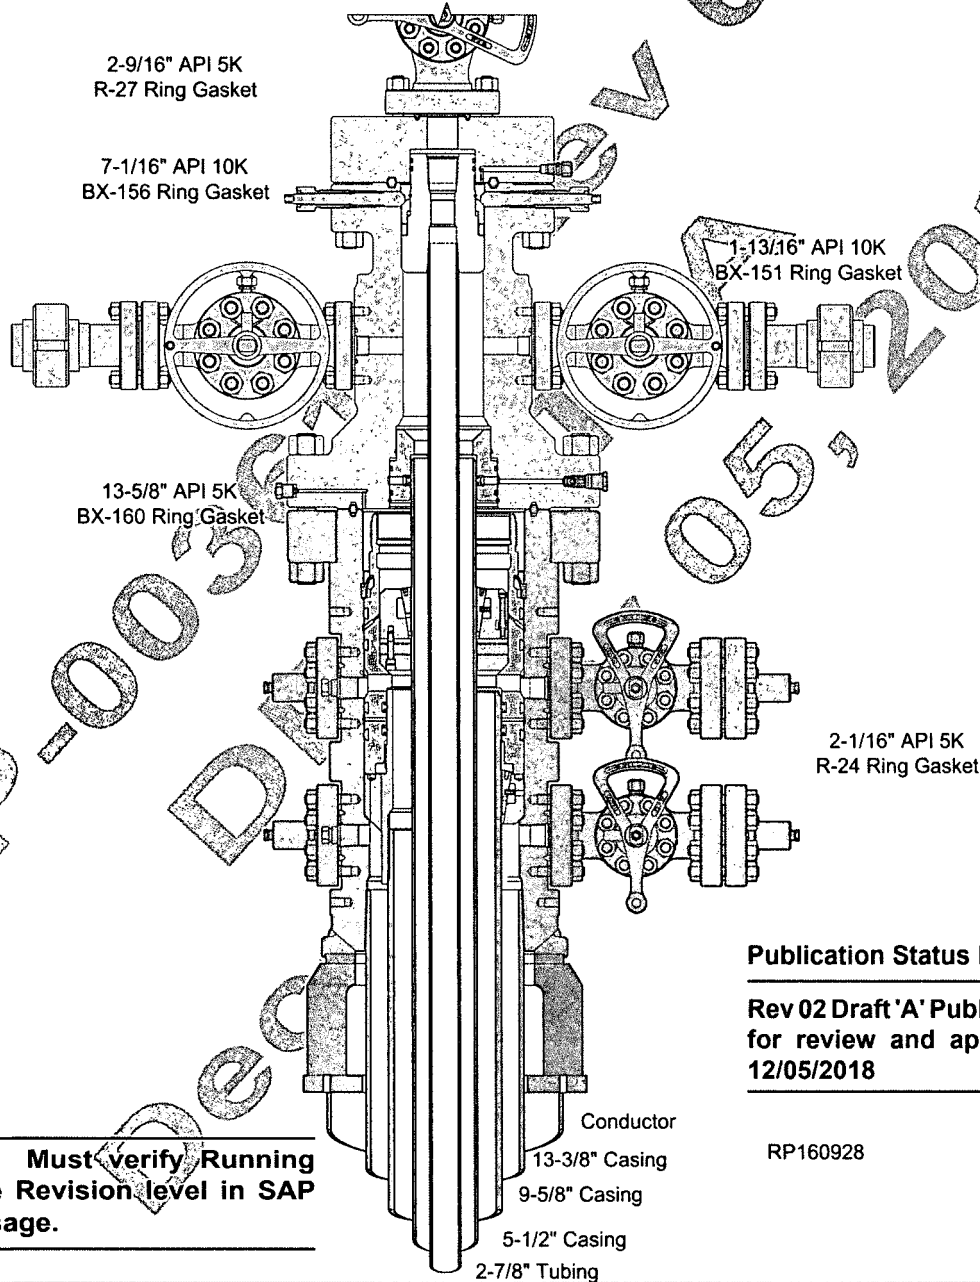 2-9/16" API 5K
R-27 Ring Gasket
7-1/16" API 10K
BX-156 Ring Gasket
1-13/16" API 10K
BX-151 Ring Gasket
13-5/8" API 5K
BX-160 Ring Gasket
2-1/16" API 5K
R-24 Ring Gasket
Publication Status
Rev 02 Draft 'A'
for review and
12/05/2018
RP160928
Conductor
13-3/8" Casing
9-5/8" Casing
5-1/2" Casing
2-7/8" Tubing
Must verify Running
Revision level in SAP
05, 20